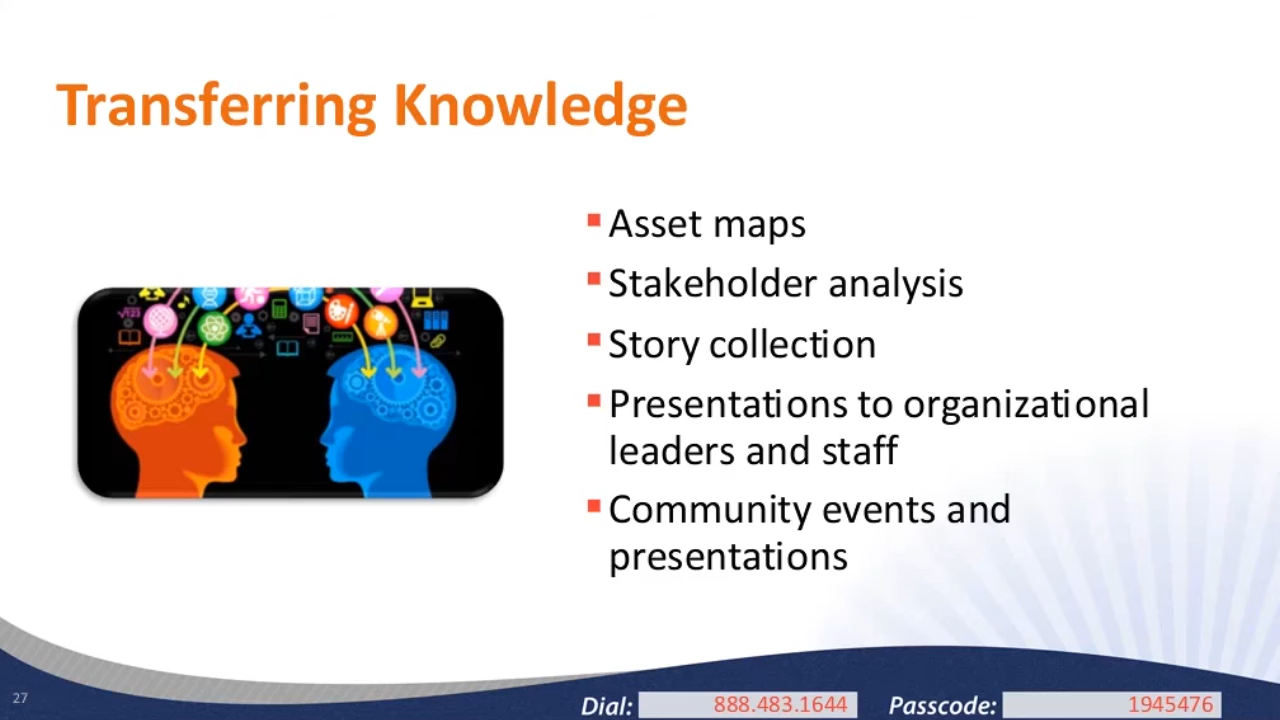 Transferring Knowledge
Asset maps
Stakeholder analysis
Story collection
Presentations to organizational
leaders and staff
Community events and
presentations
√123
27
Dial: 888.483.1644 Passcode: 1945476